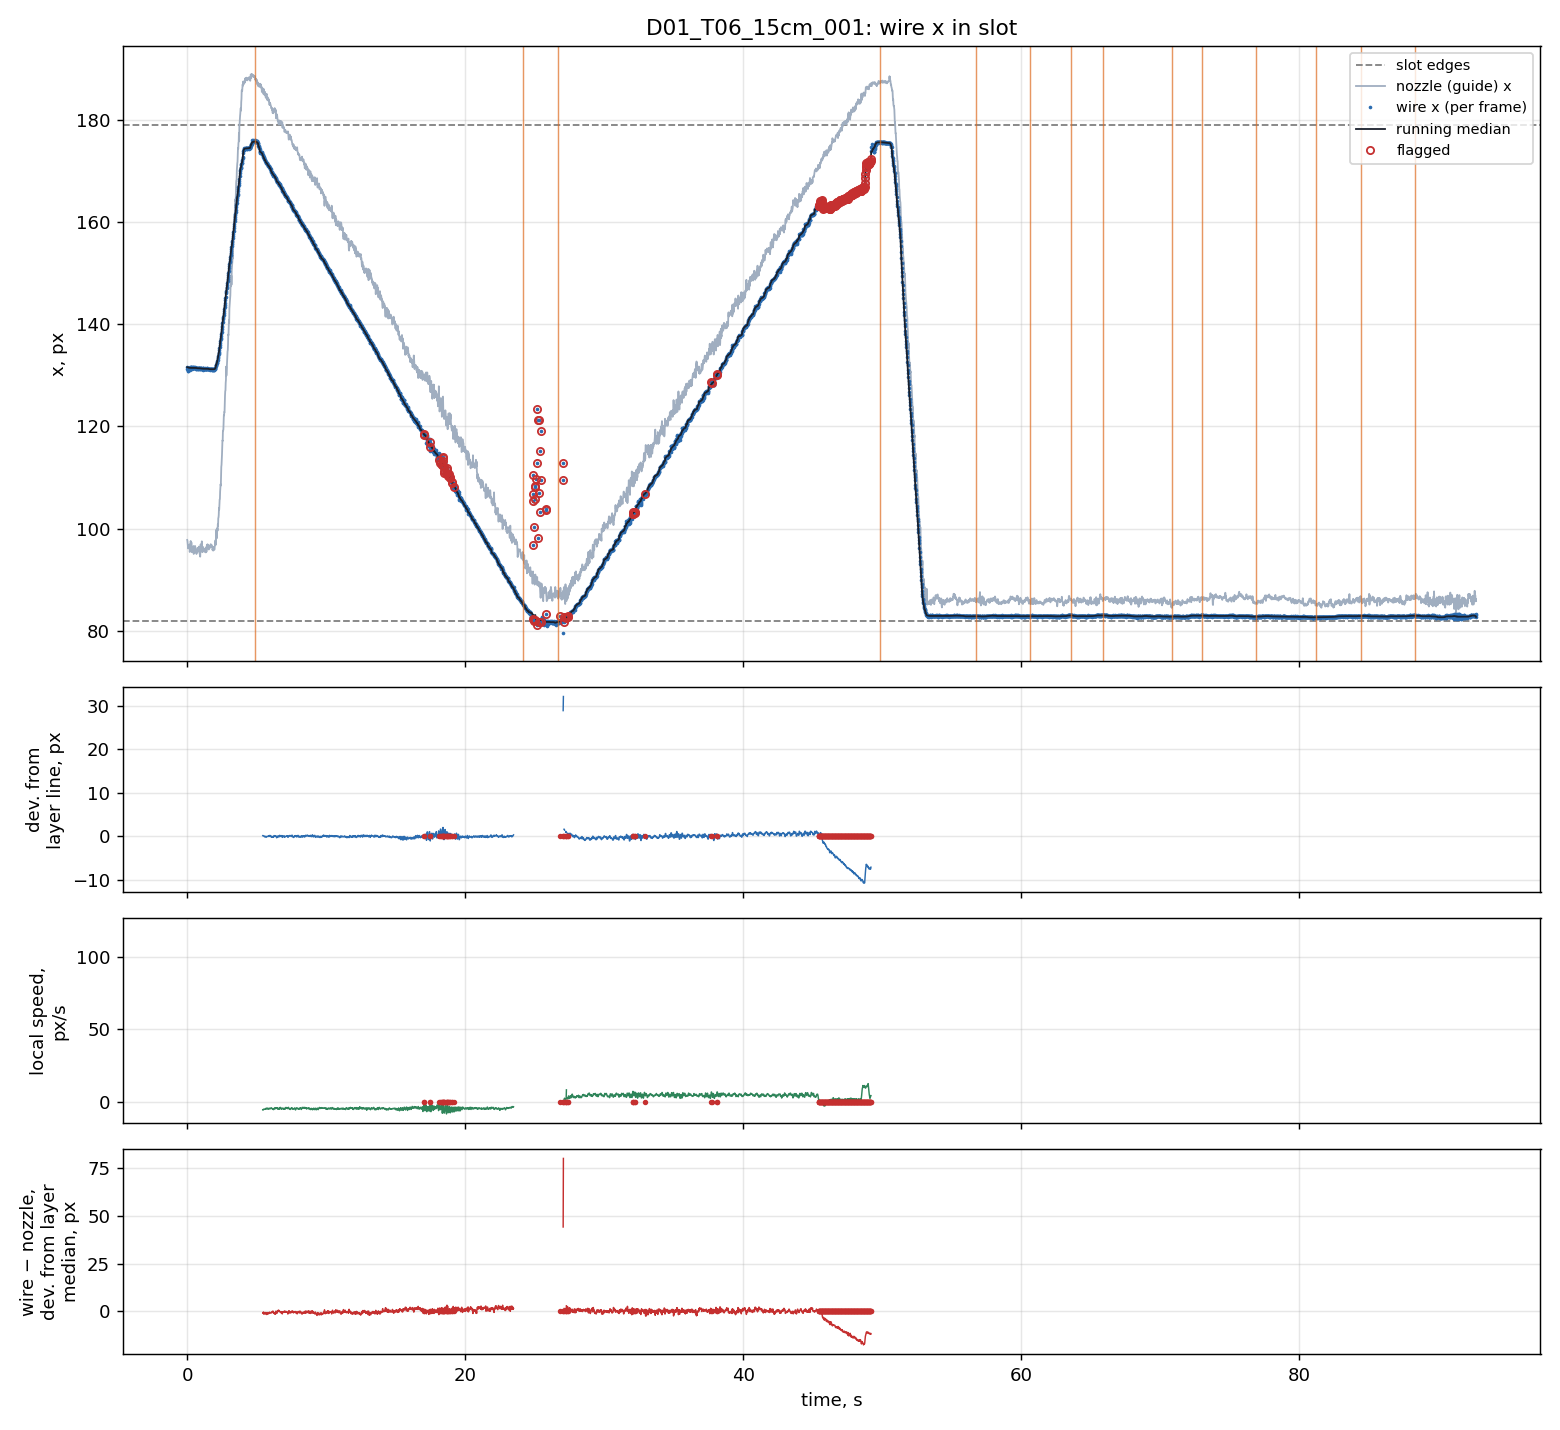 D01_T06_15cm_001: wire x in slot
slot edges
nozzle (guide) x
wire x (per frame)
running median
flagged
x, px
180
160
140
120
100
80
dev. from
layer line, px
30
20
10
0
−10
local speed,
px/s
100
50
0
wire − nozzle,
dev. from layer
median, px
75
50
25
0
0 20 40 60 80
time, s